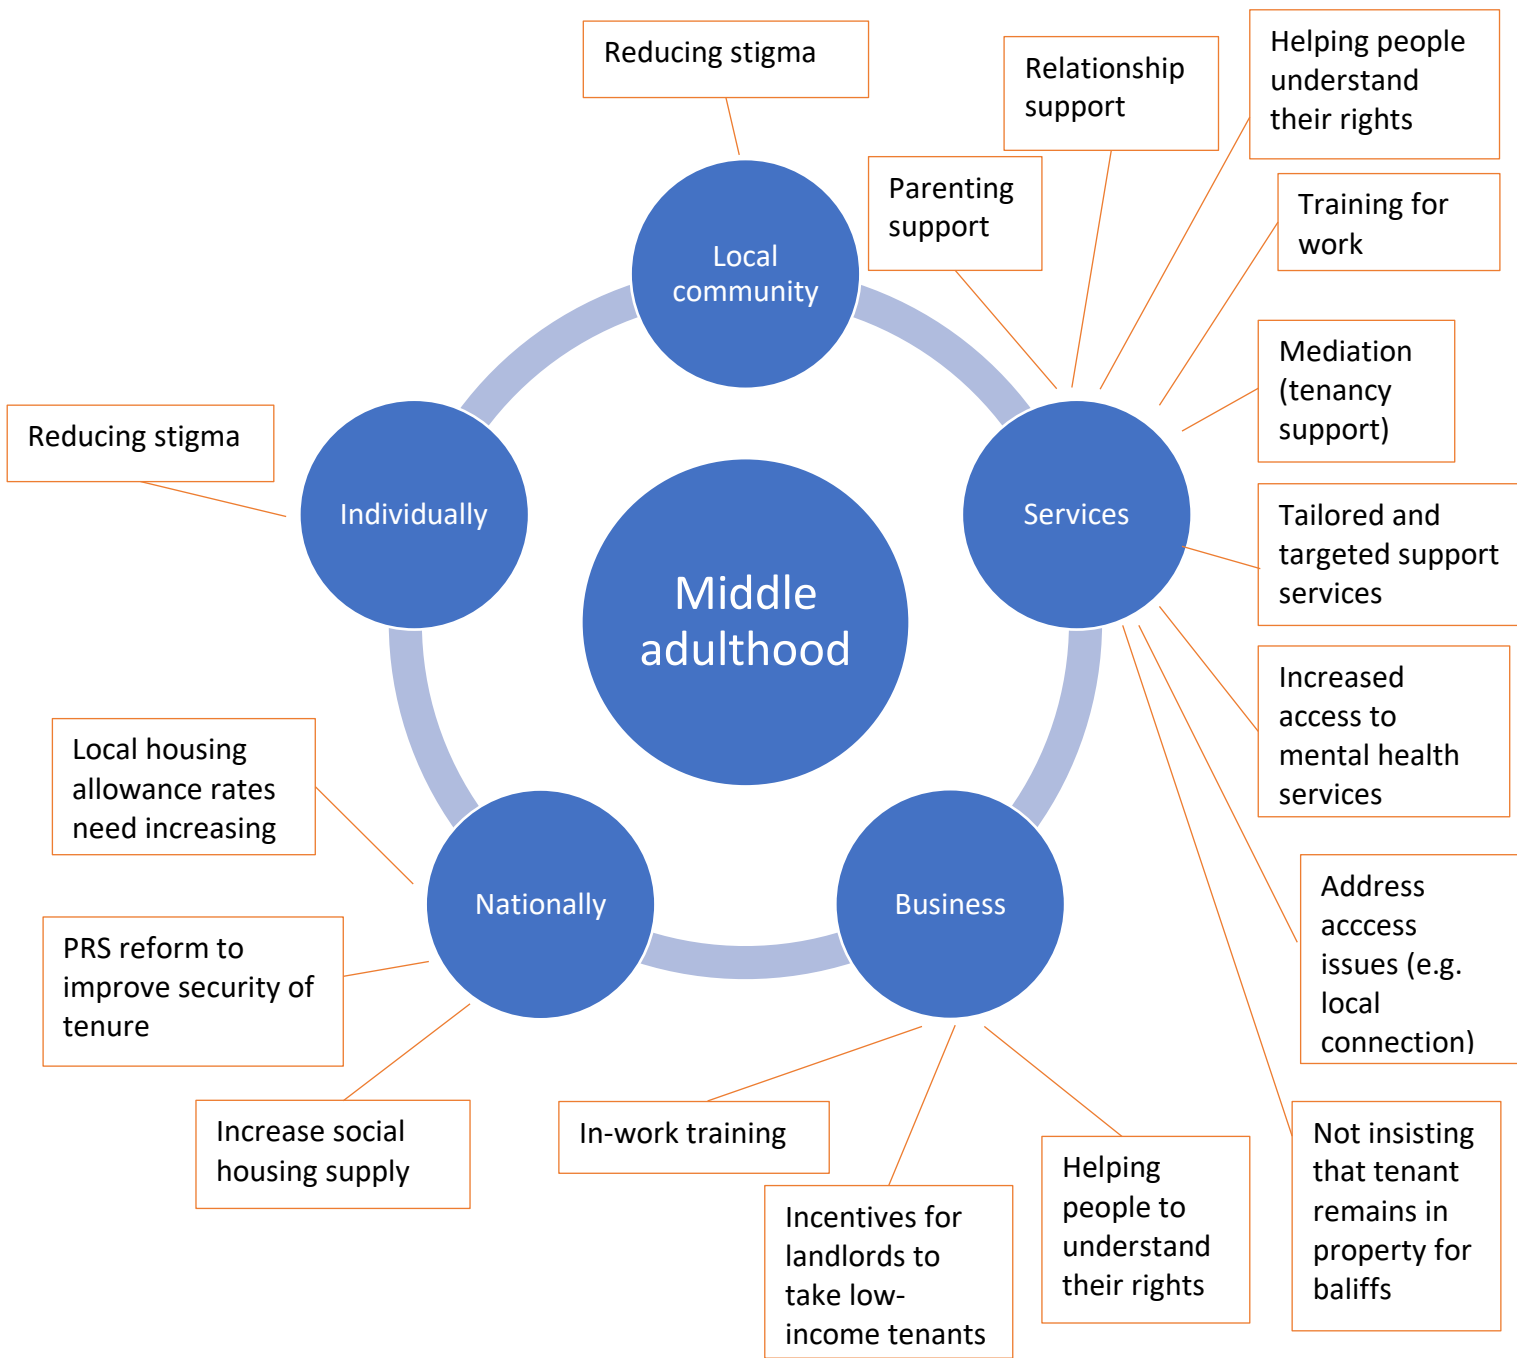 Reducing stigma
Relationship
support
Helping people
understand
their rights
Parenting
support
Training for
work
Local
community
Mediation
(tenancy
support)
Reducing stigma
Individually
Services
Tailored and
targeted support
services
Middle
adulthood
Increased
access to
mental health
services
Local housing
allowance rates
need increasing
Nationally
Business
Address
acccess
issues (e.g.
local
connection)
PRS reform to
improve security of
tenure
Increase social
housing supply
In-work training
Incentives for
landlords to
take low-
income tenants
Helping
people to
understand
their rights
Not insisting
that tenant
remains in
property for
baliffs